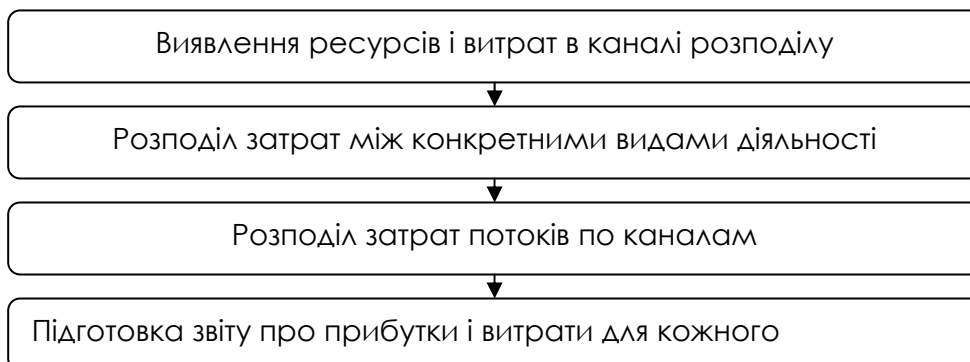 Виявлення ресурсів і витрат в каналі розподілу
Розподіл затрат між конкретними видами діяльності
Розподіл затрат потоків по каналам
Підготовка звіту про прибутки і витрати для кожного